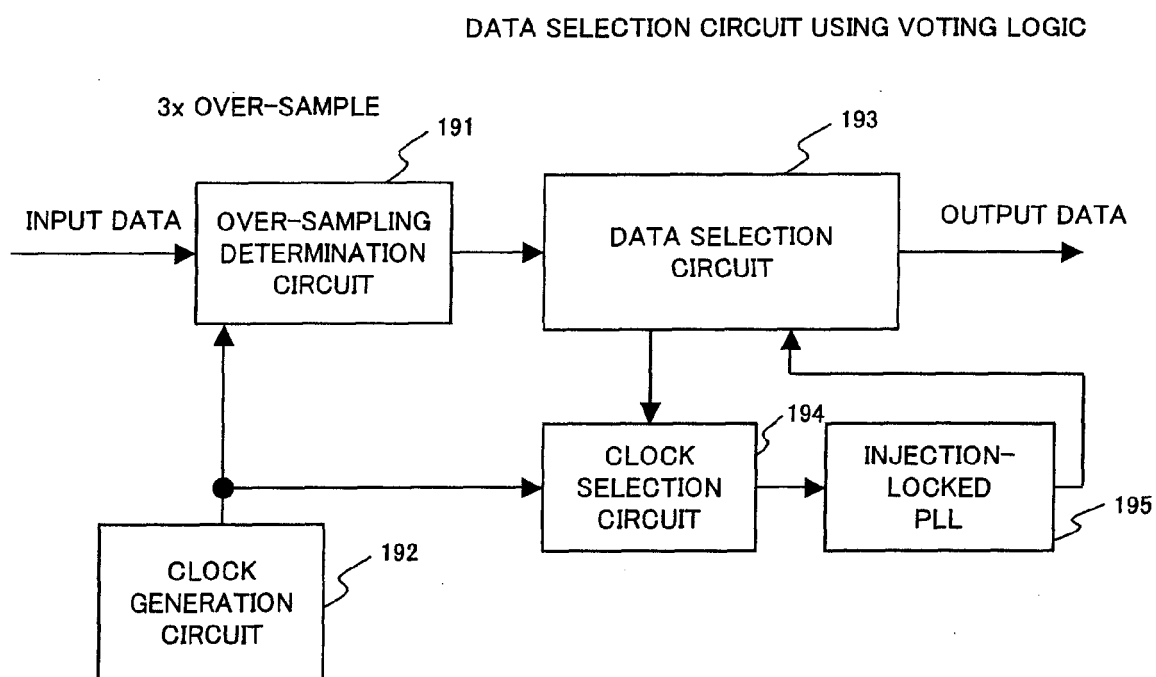 DATA SELECTION CIRCUIT USING VOTING LOGIC
3x OVER-SAMPLE
191
193
INPUT DATA
OVER-SAMPLING
DETERMINATION
CIRCUIT
DATA SELECTION
CIRCUIT
OUTPUT DATA
194
CLOCK
SELECTION
CIRCUIT
INJECTION-
LOCKED
PLL
195
192
CLOCK
GENERATION
CIRCUIT